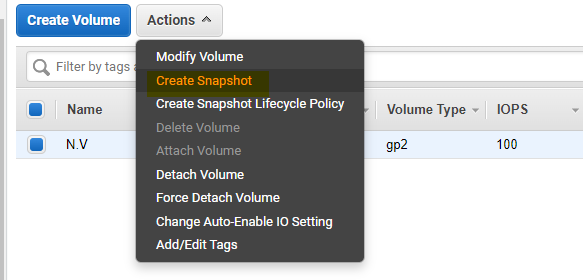 Create Volume Actions
Modify Volume
Filter by tags a
Create Snapshot
Create Snapshot Lifecycle Policy
Name Volume Type IOPS
Delete Volume
N.V gp2 100
Attach Volume
Detach Volume
Force Detach Volume
Change Auto-Enable IO Setting
Add/Edit Tags